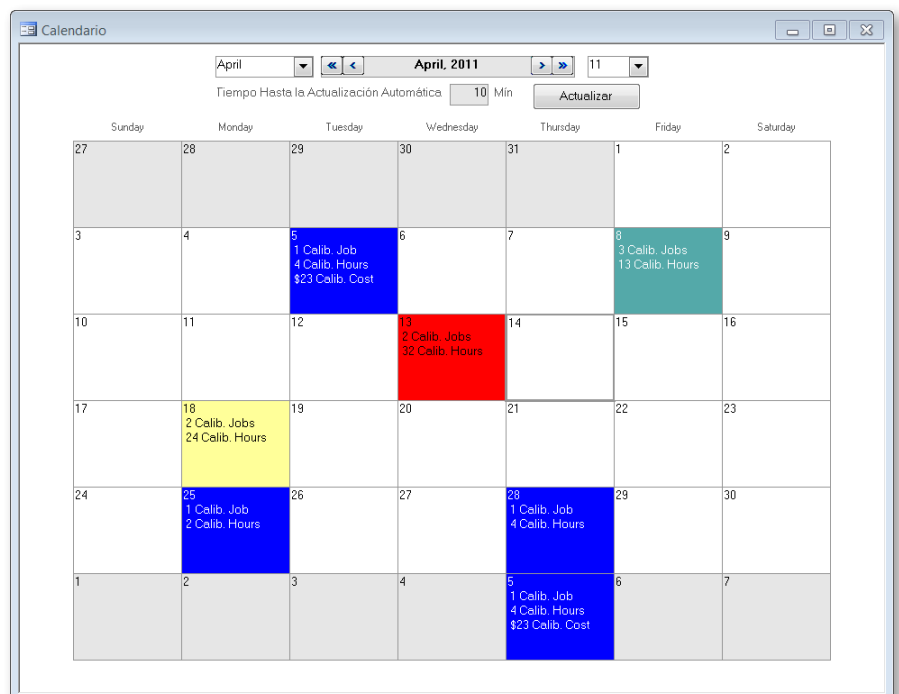 Calendario
April April, 2011 11
Tiempo Hasta la Actualización Automática 10 Mín Actualizar
Sunday Monday Tuesday Wednesday Thursday Friday Saturday
27 28 29 30 31 1 2
3 4 5 6 7 8 9
1 Calib. Job 3 Calib. Jobs
4 Calib. Hours 13 Calib. Hours
$23 Calib. Cost
10 11 12 13 14 15 16
2 Calib. Jobs
32 Calib. Hours
17 18 19 20 21 22 23
2 Calib. Jobs
24 Calib. Hours
24 25 26 27 28 29 30
1 Calib. Job 1 Calib. Job
2 Calib. Hours 4 Calib. Hours
1 2 3 4 5 6 7
1 Calib. Job
4 Calib. Hours
$23 Calib. Cost